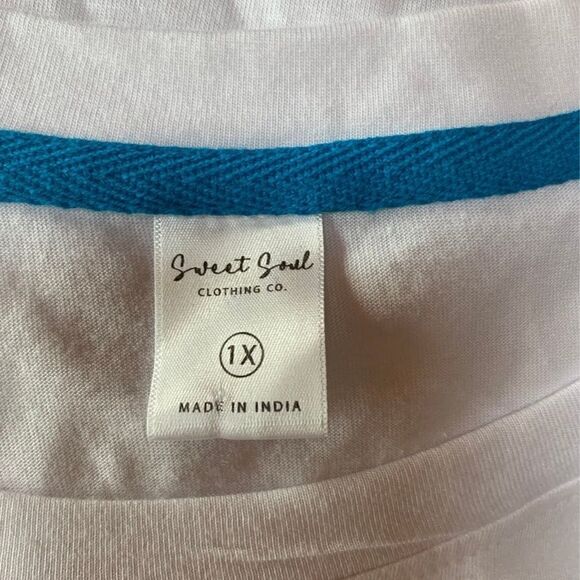 Sweet Soul
CLOTHING CO.
1X
MADE IN INDIA